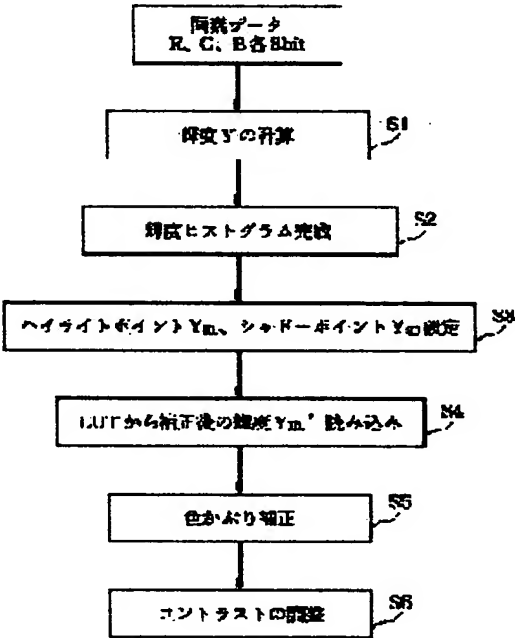 画素データ
R、G、B各8bit
輝度Yの計算
S1
輝度ヒストグラム完成
S2
ハイライトポイントYm、シャドーポイントYsd設定
S3
LUTから補正後の輝度Ym'読み込み
S4
色かぶり補正
S5
コントラストの調整
S6